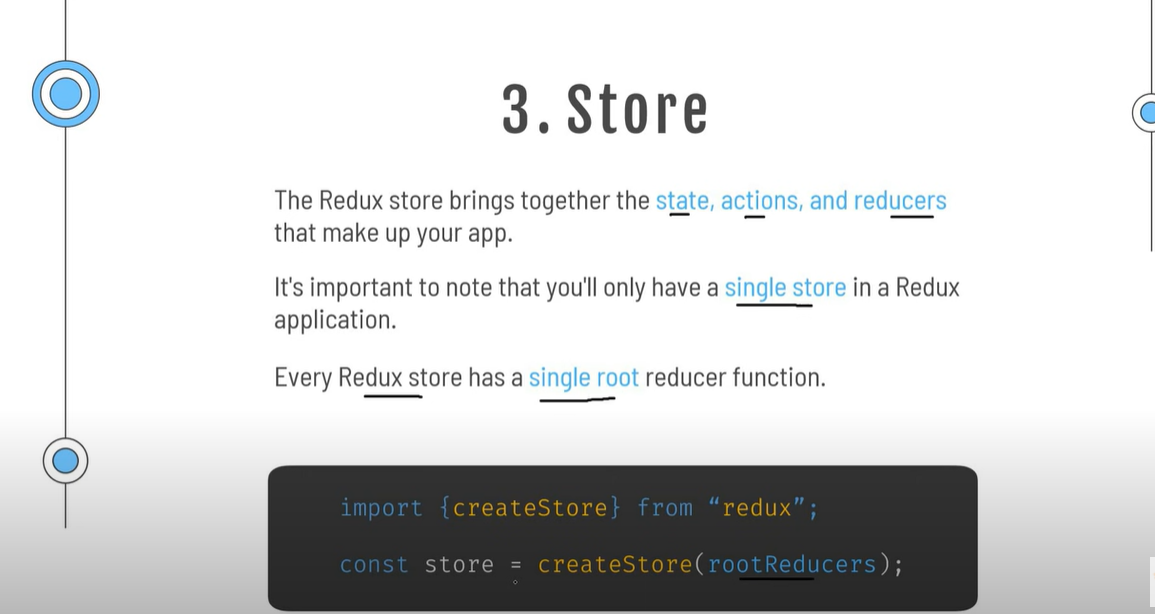 3. Store
The Redux store brings together the state, actions, and reducers
that make up your app.
It's important to note that you'll only have a single store in a Redux
application.
Every Redux store has a single root reducer function.
import {createStore} from “redux”;
const store = createStore(rootReducers);